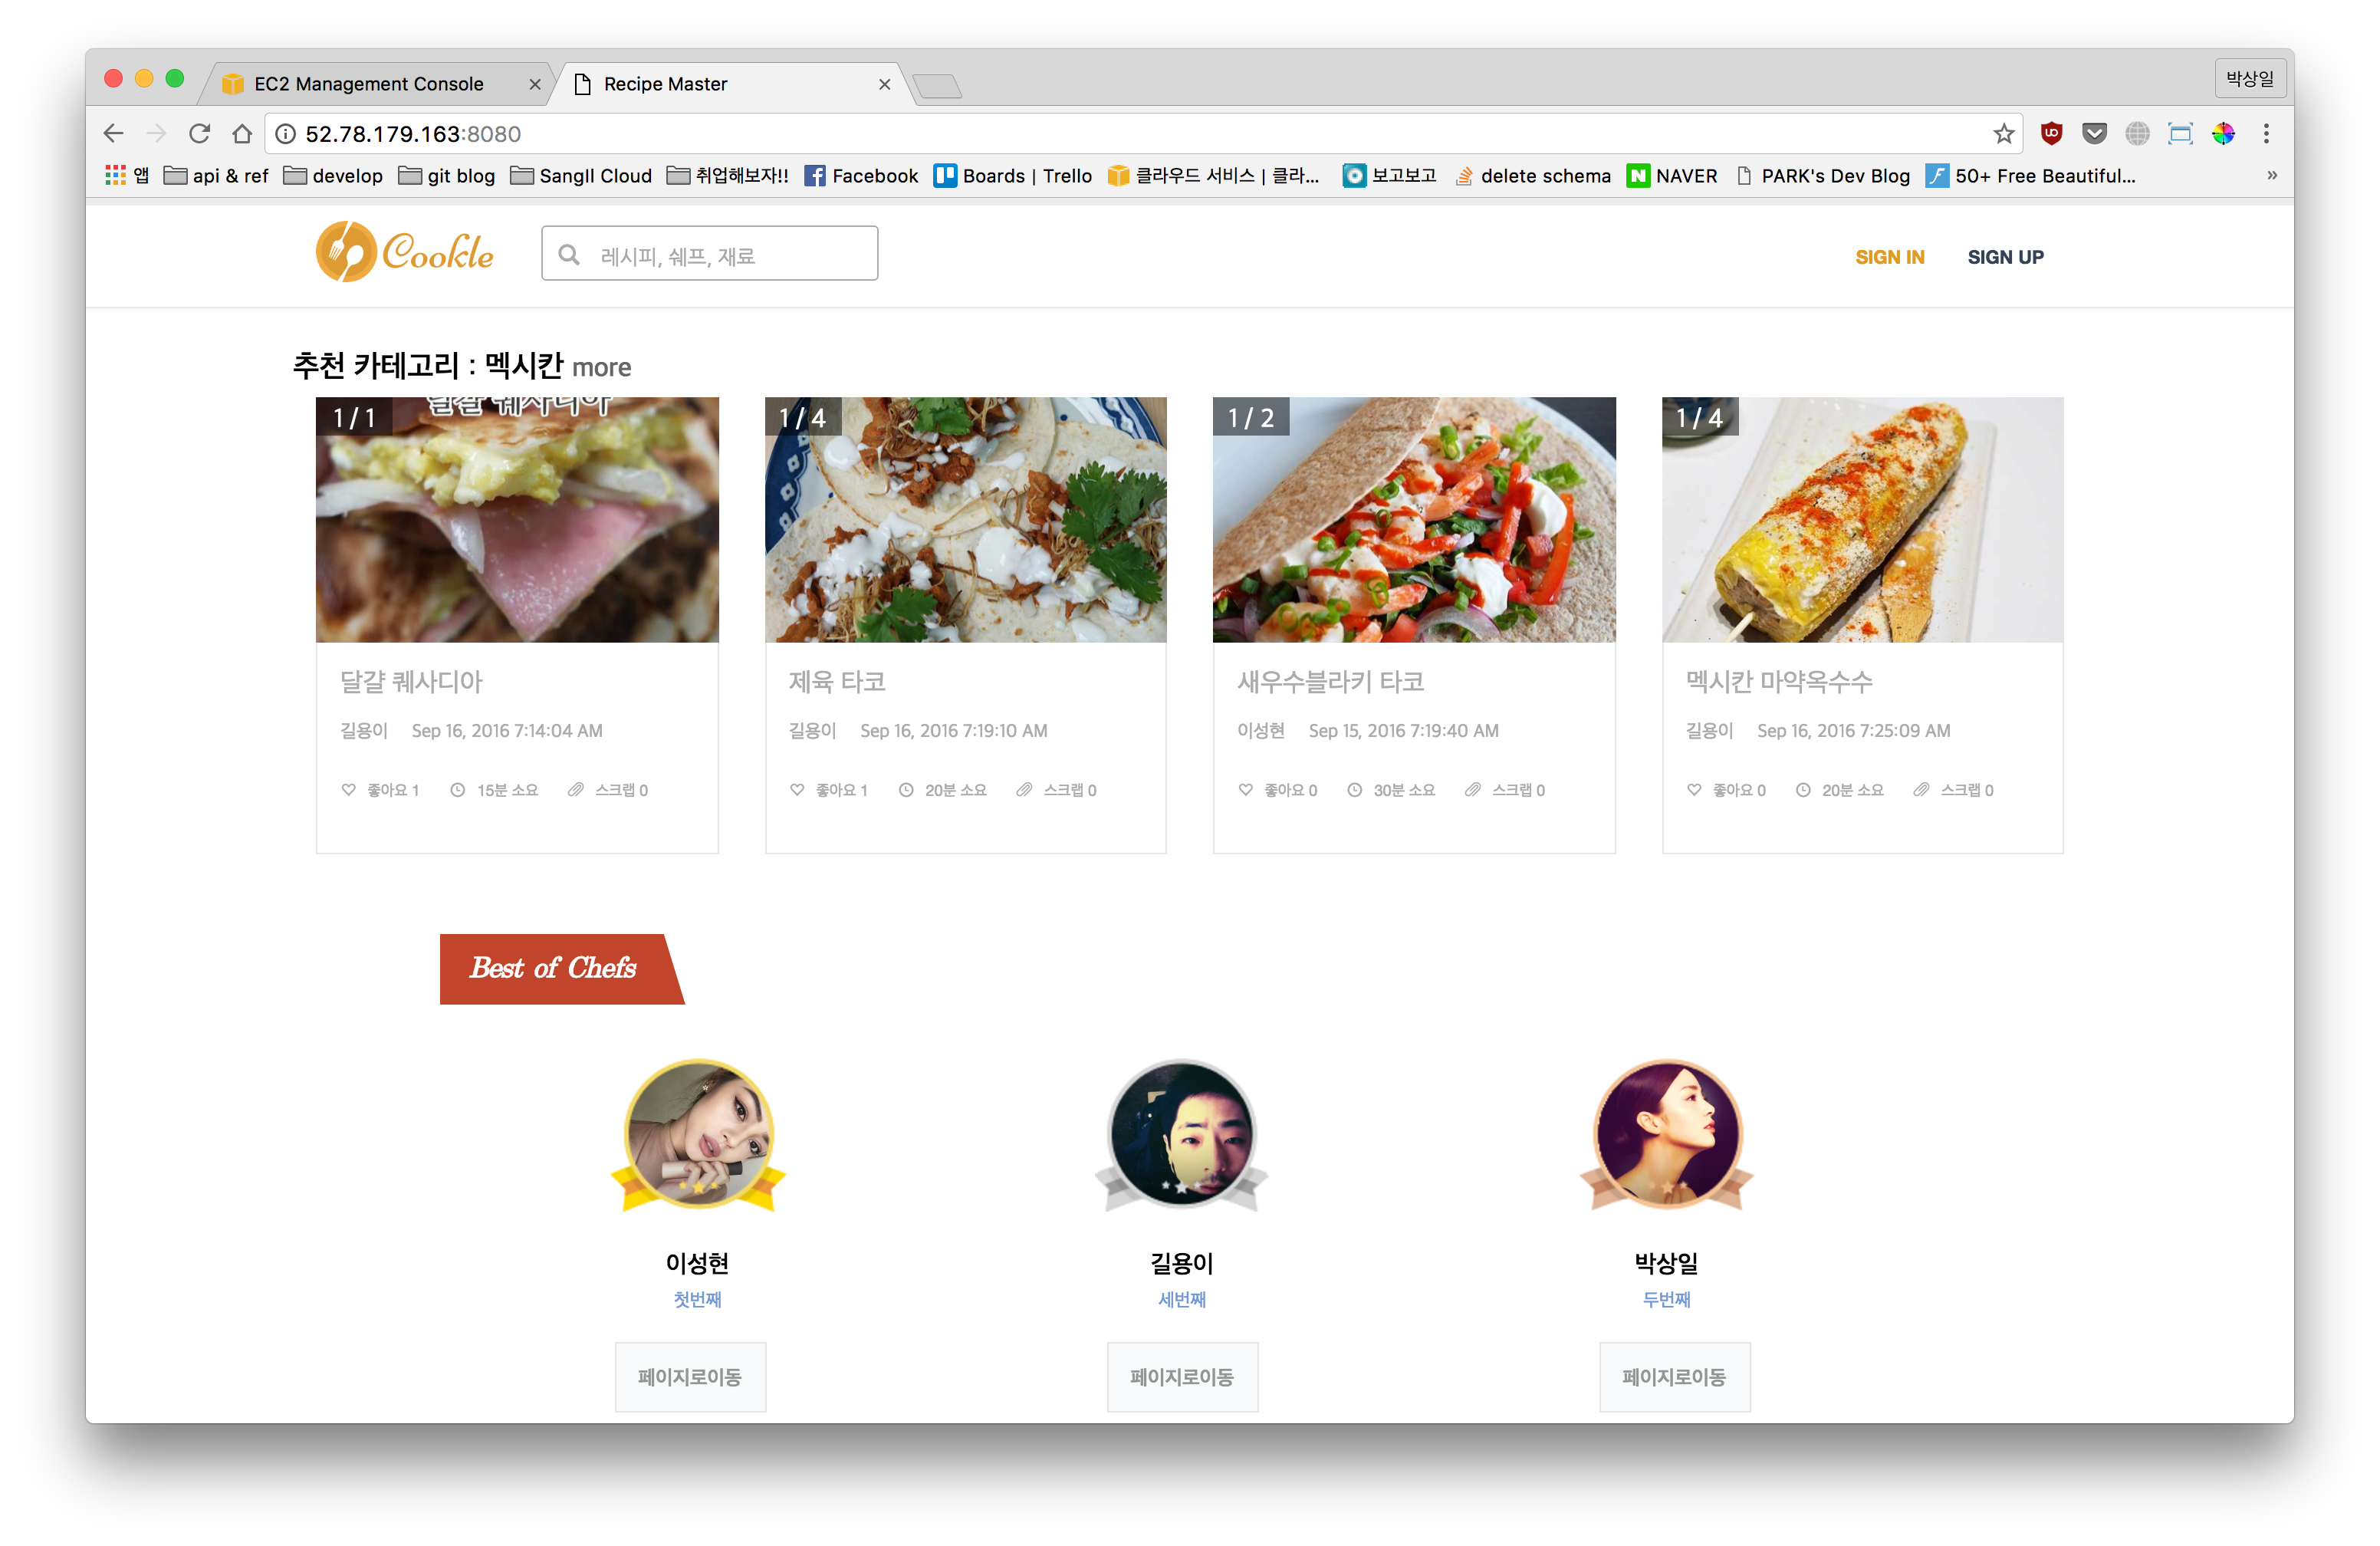 EC2 Management Console
Recipe Master
박상일
52.78.179.163:8080
앱 api & ref develop git blog SangIl Cloud 취업해보자!! Facebook Boards | Trello 클라우드 서비스 | 클라... 보고보고 delete schema NAVER PARK's Dev Blog 50+ Free Beautiful... »
Cookle
레시피, 쉐프, 재료
SIGN IN SIGN UP
추천 카테고리 : 멕시칸 more
달걀 퀘사디아
1 / 1
1 / 4
1 / 2
1 / 4
달걀 퀘사디아
길용이 Sep 16, 2016 7:14:04 AM
좋아요 1 15분 소요 스크랩 0
제육 타코
길용이 Sep 16, 2016 7:19:10 AM
좋아요 1 20분 소요 스크랩 0
새우수블라키 타코
이성현 Sep 15, 2016 7:19:40 AM
좋아요 0 30분 소요 스크랩 0
멕시칸 마약옥수수
길용이 Sep 16, 2016 7:25:09 AM
좋아요 0 20분 소요 스크랩 0
Best of Chefs
이성현
첫번째
페이지로이동
길용이
세번째
페이지로이동
박상일
두번째
페이지로이동